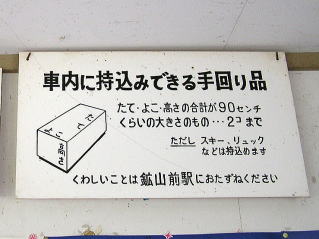 車内に持込みできる手回り品
たて・よこ・高さの合計が90センチ
くらいの大きさのもの・・・2コまで
ただし スキー、リュック
などは持込めます
たて
よこ
高さ
くわしいことは鉱山前駅におたずねください